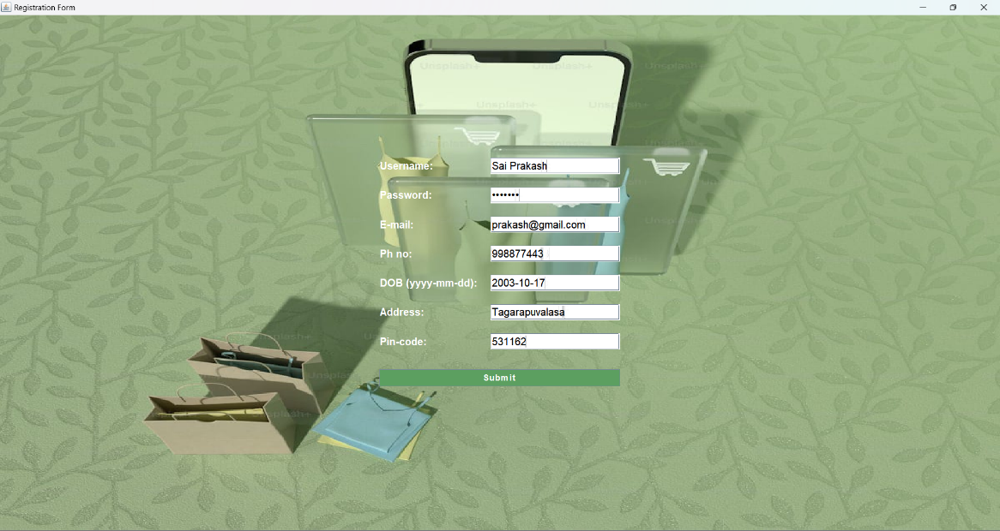 Registration Form
Unsplash+ Unsplash+ Unsplash+
Unsplash+ Unsplash+
Username: Sai Prakash
Password: •••••••
E-mail: prakash@gmail.com
Ph no: 998877443
DOB (yyyy-mm-dd): 2003-10-17
Address: Tagarapuvalasa
Pin-code: 531162
Submit